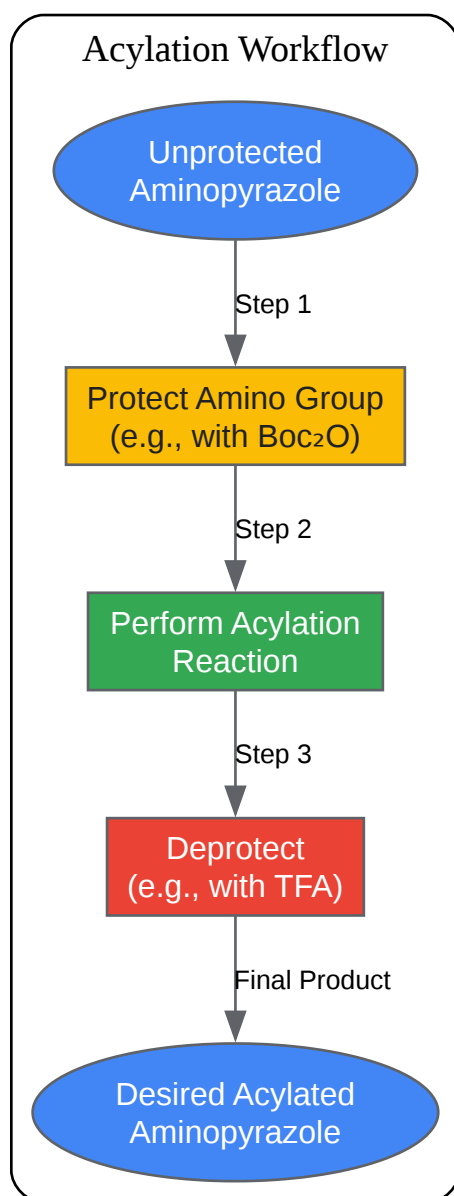 Acylation Workflow
Unprotected
Aminopyrazole
Step 1
Protect Amino Group
(e.g., with Boc₂O)
Step 2
Perform Acylation
Reaction
Step 3
Deprotect
(e.g., with TFA)
Final Product
Desired Acylated
Aminopyrazole